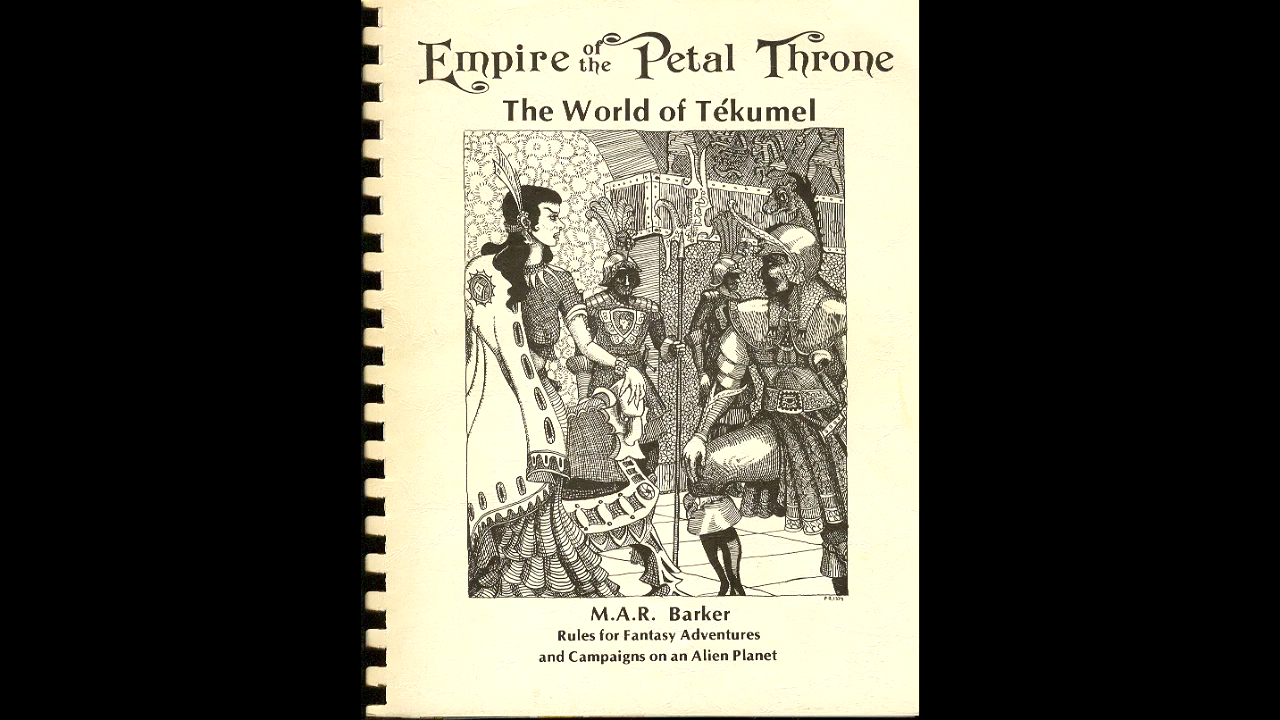 Empire of the Petal Throne
The World of Tékumel
M.A.R. Barker
Rules for Fantasy Adventures
and Campaigns on an Alien Planet